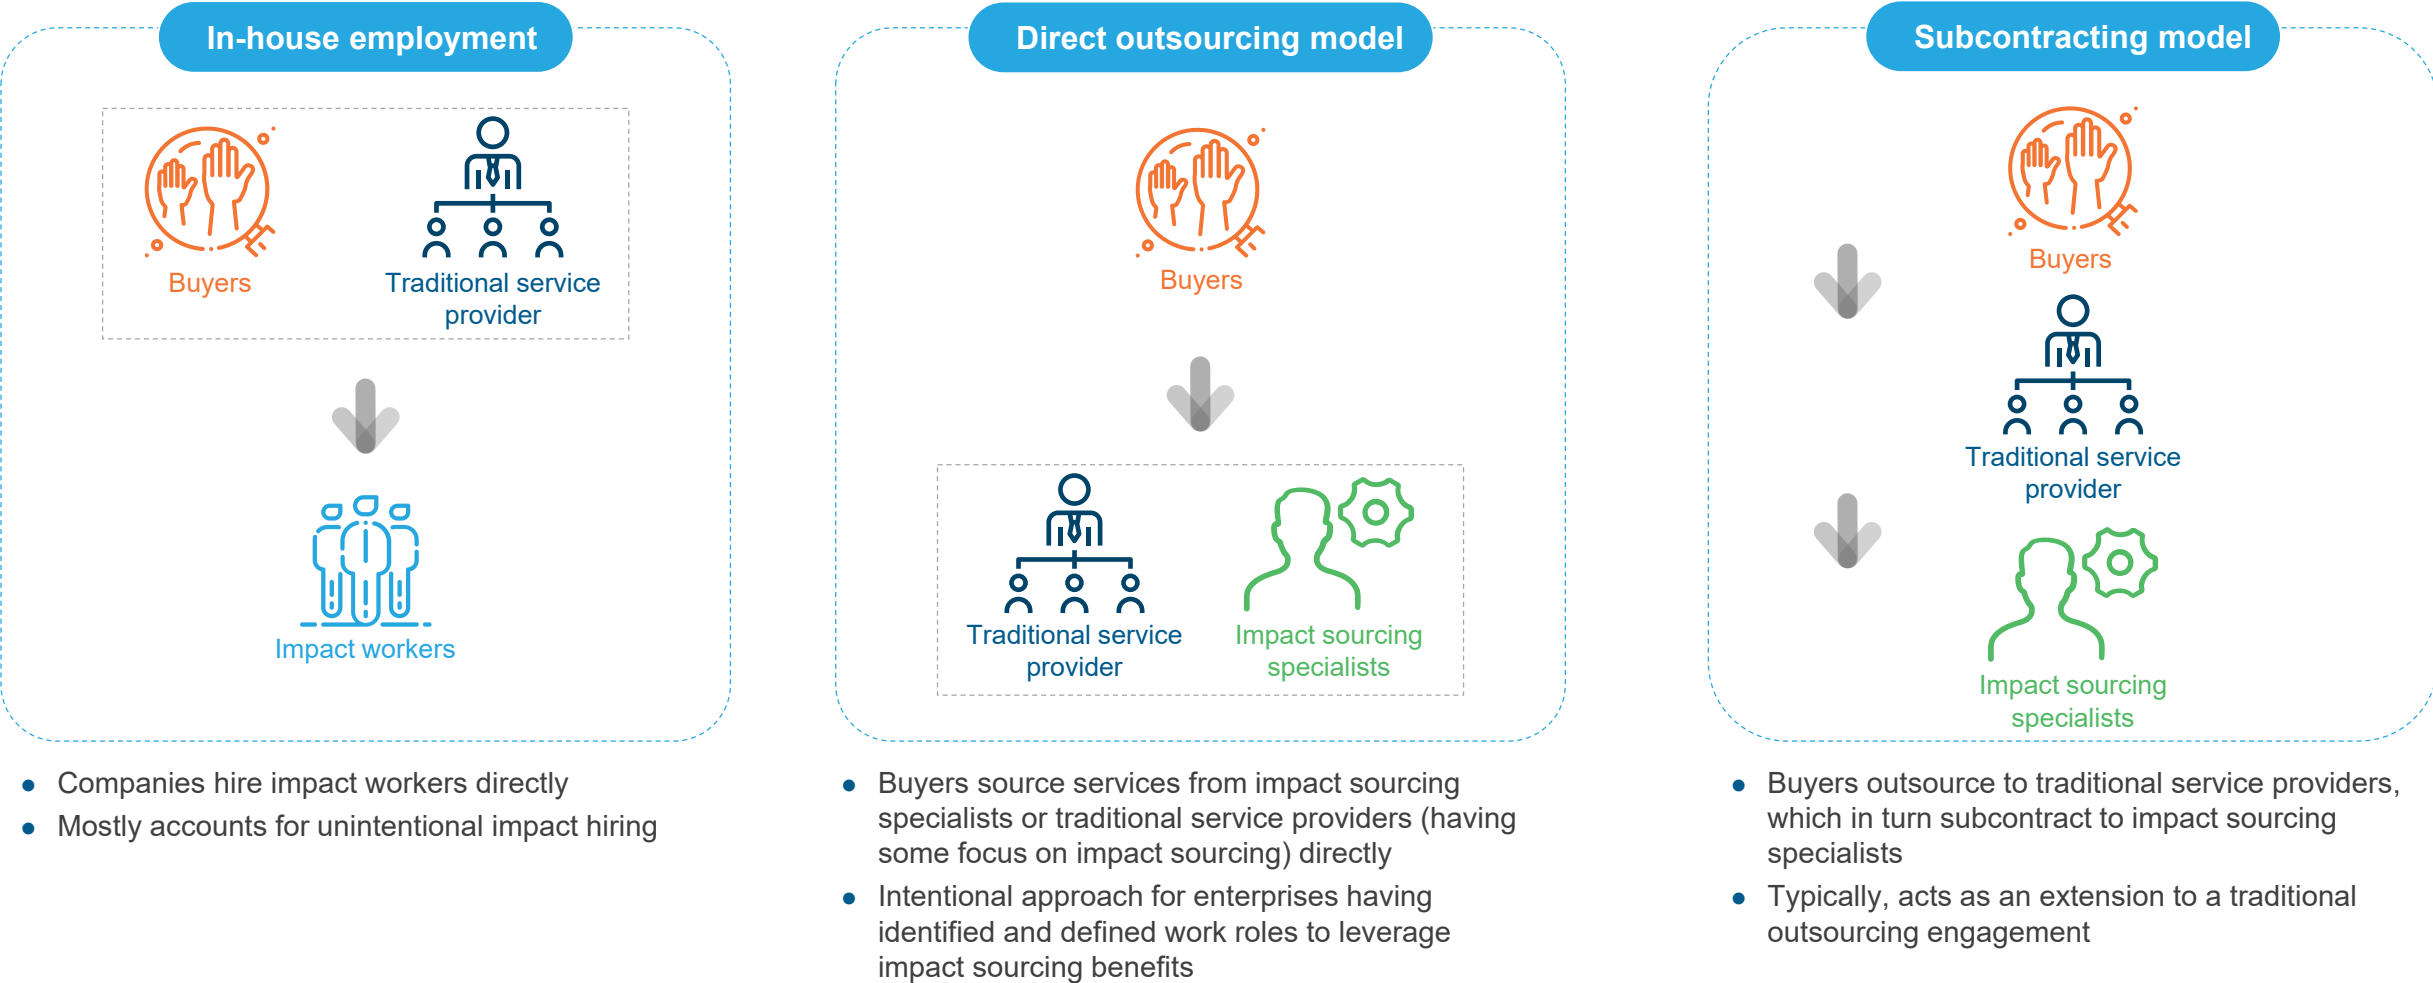 In-house employment
Buyers
Traditional service
provider
Impact workers
• Companies hire impact workers directly
• Mostly accounts for unintentional impact hiring
Direct outsourcing model
Buyers
Traditional service
provider
Impact sourcing
specialists
• Buyers source services from impact sourcing
specialists or traditional service providers (having
some focus on impact sourcing) directly
• Intentional approach for enterprises having
identified and defined work roles to leverage
impact sourcing benefits
Subcontracting model
Buyers
Traditional service
provider
Impact sourcing
specialists
• Buyers outsource to traditional service providers,
which in turn subcontract to impact sourcing
specialists
• Typically, acts as an extension to a traditional
outsourcing engagement